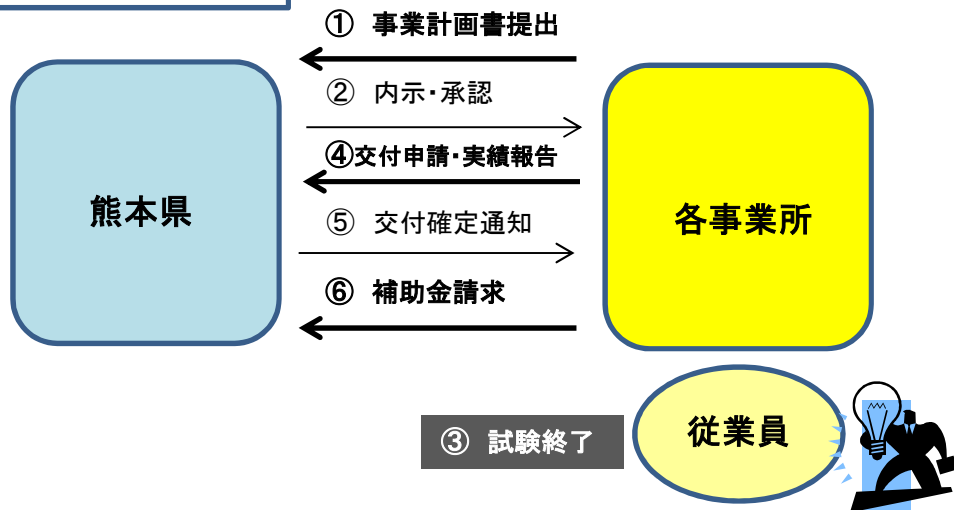 ① 事業計画書提出
② 内示・承認
④交付申請・実績報告
⑤ 交付確定通知
⑥ 補助金請求
熊本県
各事業所
③ 試験終了
従業員